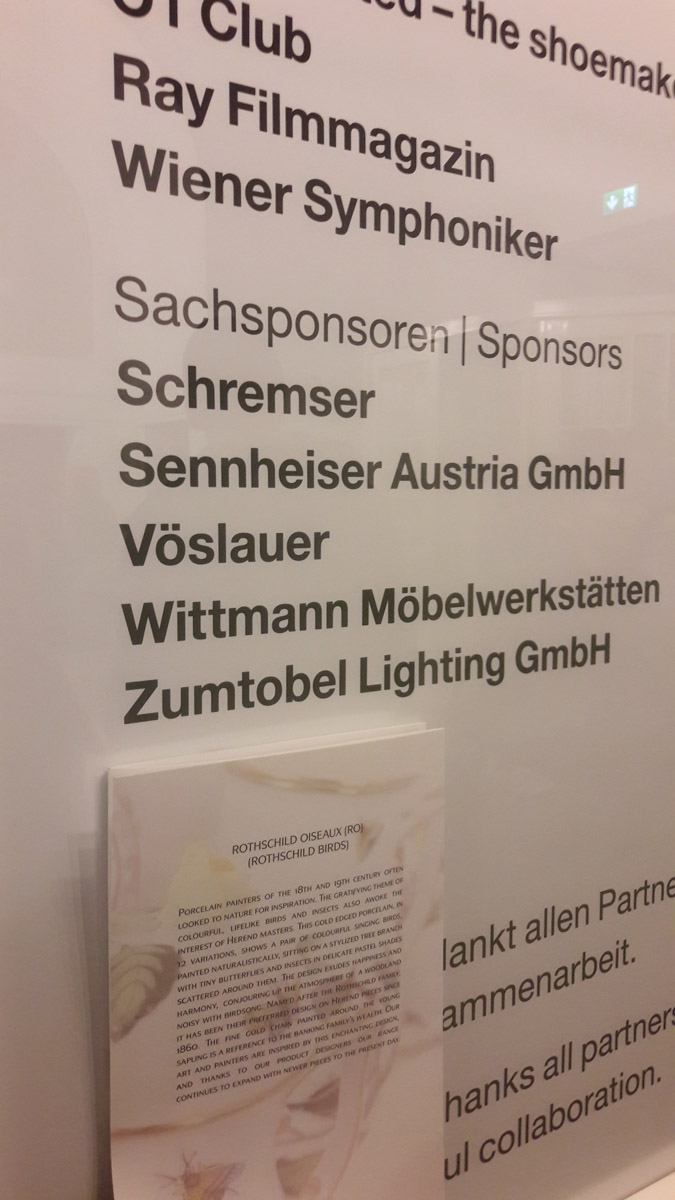 – the shoemak
Club
Ray Filmmagazin
Wiener Symphoniker
Sachsponsoren | Sponsors
Schremser
Sennheiser Austria GmbH
Vöslauer
Wittmann Möbelwerkstätten
Zumtobel Lighting GmbH
ROTHSCHILD OISEAUX (RO)
(ROTHSCHILD BIRDS)
PORCELAIN PAINTERS OF THE 18TH AND 19TH CENTURY OFTEN
LOOKED TO NATURE FOR INSPIRATION. THE GRATIFYING THEME OF
COLOURFUL, LIFELIKE BIRDS AND INSECTS ALSO AWOKE THE
INTEREST OF HEREND MASTERS. THIS GOLD EDGED PORCELAIN, IN
12 VARIATIONS, SHOWS A PAIR OF COLOURFUL SINGING BIRDS,
PAINTED NATURALISTICALLY, SITTING ON A STYLIZED TREE BRANCH
WITH TINY BUTTERFLIES AND INSECTS IN DELICATE PASTEL SHADES
SCATTERED AROUND THEM. THE DESIGN EXUDES HAPPINESS AND
HARMONY, CONJOURING UP THE ATMOSPHERE OF A WOODLAND
NOISY WITH BIRDSONG. NAMED AFTER THE ROTHSCHILD FAMILY,
IT HAS BEEN THEIR PREFERRED DESIGN ON HEREND PIECES SINCE
1860. THE FINE GOLD CHAIN PAINTED AROUND THE YOUNG
SAPLING IS A REFERENCE TO THE BANKING FAMILY'S WEALTH. OUR
ART AND PAINTERS ARE INSPIRED BY THIS ENCHANTING DESIGN,
AND THANKS TO OUR PRODUCT DESIGNERS OUR RANGE
CONTINUES TO EXPAND WITH NEWER PIECES TO THE PRESENT DAY.
lankt allen Partne
ammenarbeit.
hanks all partners
ul collaboration.